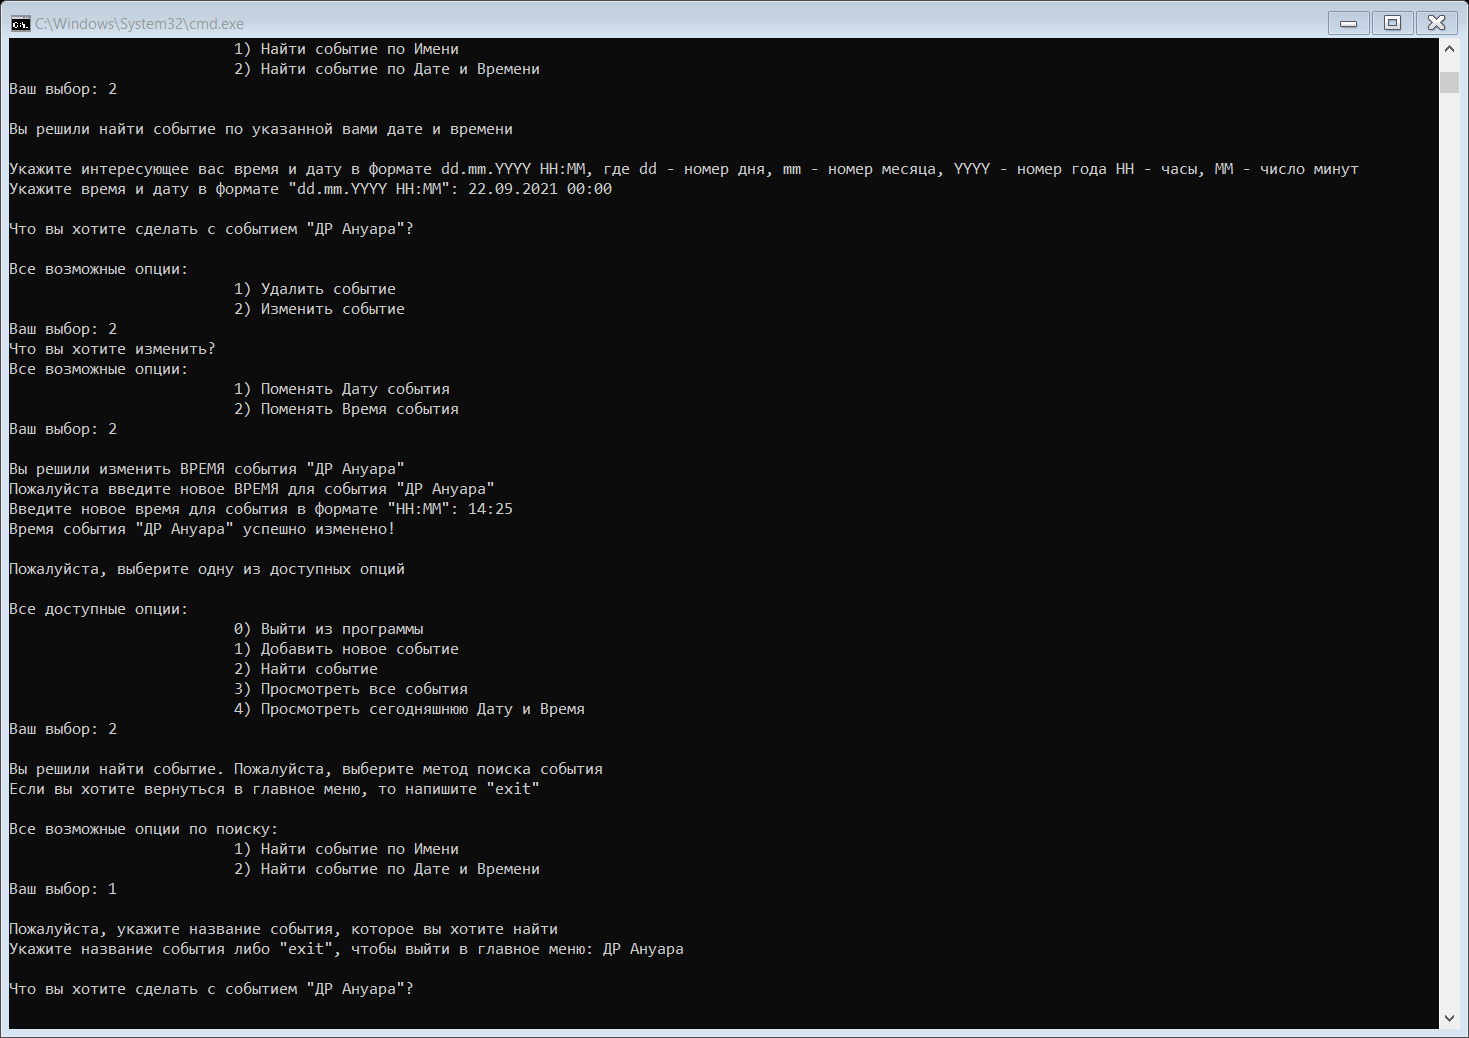 C:\Windows\System32\cmd.exe
1) Найти событие по Имени
2) Найти событие по Дате и Времени
Ваш выбор: 2
Вы решили найти событие по указанной вами дате и времени
Укажите интересующее вас время и дату в формате dd.mm.YYYY HH:MM, где dd - номер дня, mm - номер месяца, YYYY - номер года HH - часы, MM - число минут
Укажите время и дату в формате "dd.mm.YYYY HH:MM": 22.09.2021 00:00
Что вы хотите сделать с событием "ДР Ануара"?
Все возможные опции:
1) Удалить событие
2) Изменить событие
Ваш выбор: 2
Что вы хотите изменить?
Все возможные опции:
1) Поменять Дату события
2) Поменять Время события
Ваш выбор: 2
Вы решили изменить ВРЕМЯ события "ДР Ануара"
Пожалуйста введите новое ВРЕМЯ для события "ДР Ануара"
Введите новое время для события в формате "HH:MM": 14:25
Время события "ДР Ануара" успешно изменено!
Пожалуйста, выберите одну из доступных опций
Все доступные опции:
0) Выйти из программы
1) Добавить новое событие
2) Найти событие
3) Просмотреть все события
4) Просмотреть сегодняшнюю Дату и Время
Ваш выбор: 2
Вы решили найти событие. Пожалуйста, выберите метод поиска события
Если вы хотите вернуться в главное меню, то напишите "exit"
Все возможные опции по поиску:
1) Найти событие по Имени
2) Найти событие по Дате и Времени
Ваш выбор: 1
Пожалуйста, укажите название события, которое вы хотите найти
Укажите название события либо "exit", чтобы выйти в главное меню: ДР Ануара
Что вы хотите сделать с событием "ДР Ануара"?